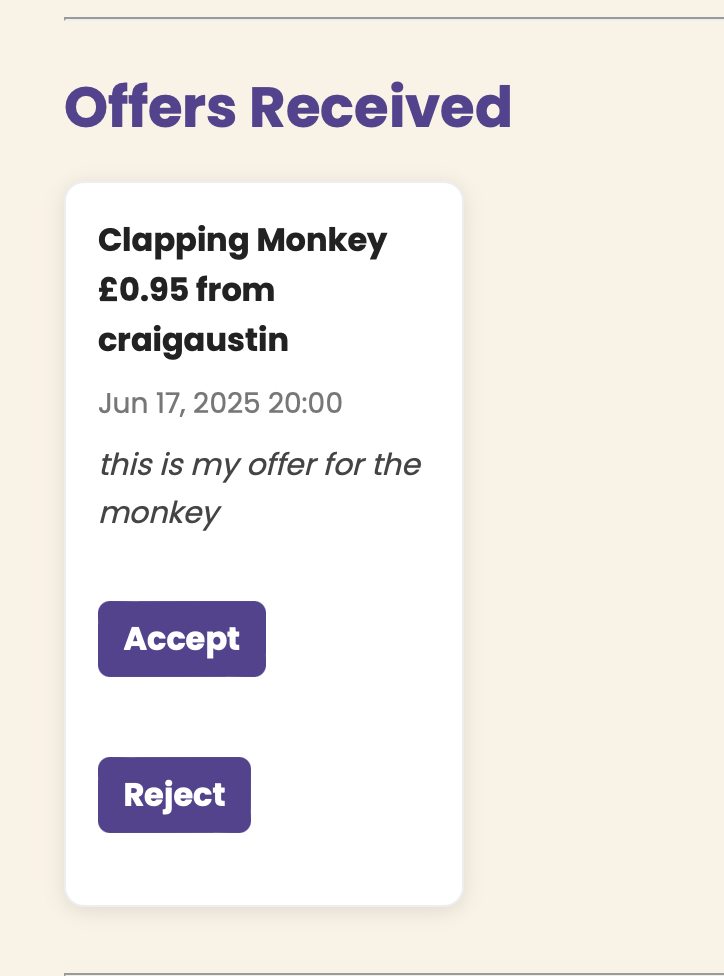 Offers Received
Clapping Monkey
£0.95 from
craigaustin
Jun 17, 2025 20:00
this is my offer for the
monkey
Accept
Reject